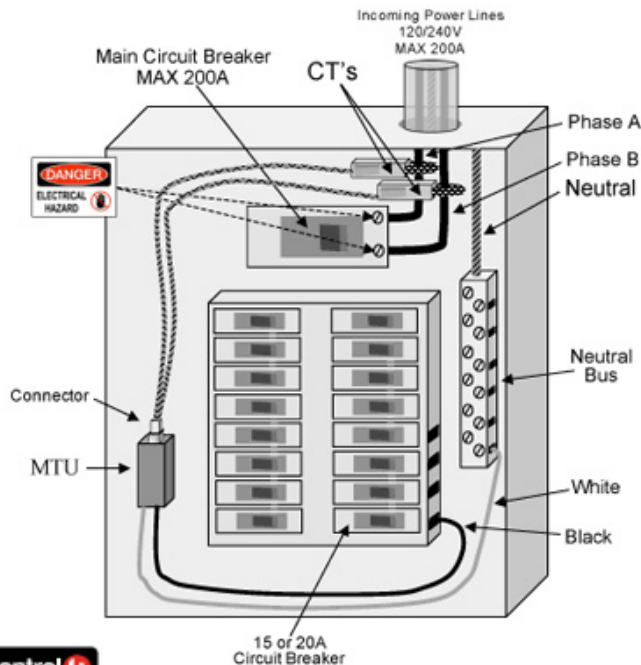 Incoming Power Lines
120/240V
MAX 200A
Main Circuit Breaker
MAX 200A
CT's
Phase A
Phase B
Neutral
DANGER
ELECTRICAL
HAZARD
Neutral
Bus
Connector
MTU
White
Black
15 or 20A
Circuit Breaker